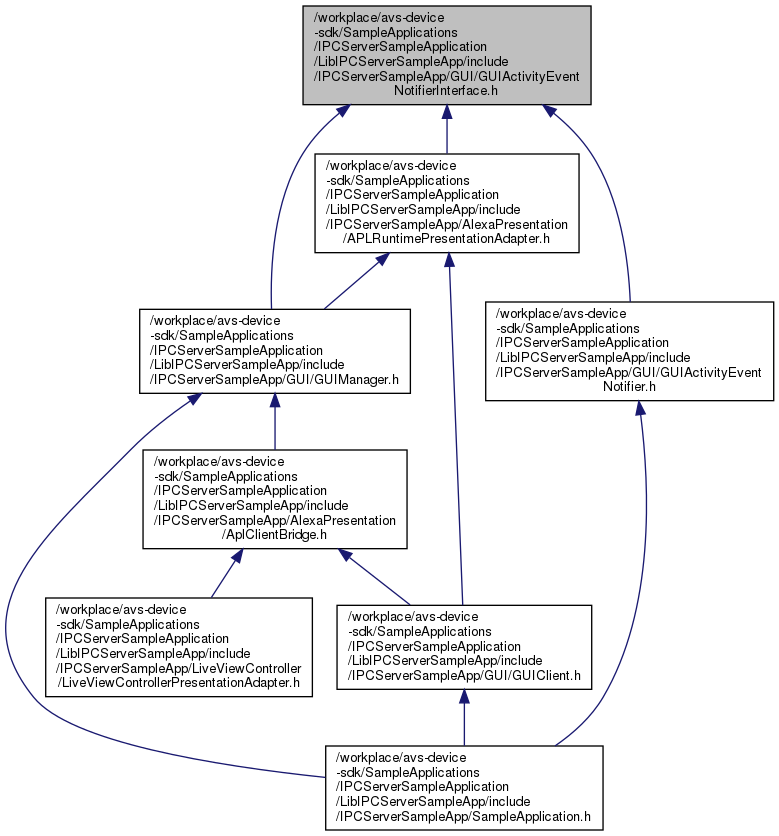 /workplace/avs-device
-sdk/SampleApplications
/IPCServerSampleApplication
/LibIPCServerSampleApp/include
/IPCServerSampleApp/GUI/GUIActivityEvent
NotifierInterface.h
/workplace/avs-device
-sdk/SampleApplications
/IPCServerSampleApplication
/LibIPCServerSampleApp/include
/IPCServerSampleApp/AlexaPresentation
/APLRuntimePresentationAdapter.h
/workplace/avs-device
-sdk/SampleApplications
/IPCServerSampleApplication
/LibIPCServerSampleApp/include
/IPCServerSampleApp/GUI/GUIManager.h
/workplace/avs-device
-sdk/SampleApplications
/IPCServerSampleApplication
/LibIPCServerSampleApp/include
/IPCServerSampleApp/GUI/GUIActivityEvent
Notifier.h
/workplace/avs-device
-sdk/SampleApplications
/IPCServerSampleApplication
/LibIPCServerSampleApp/include
/IPCServerSampleApp/AlexaPresentation
/AplClientBridge.h
/workplace/avs-device
-sdk/SampleApplications
/IPCServerSampleApplication
/LibIPCServerSampleApp/include
/IPCServerSampleApp/LiveViewController
/LiveViewControllerPresentationAdapter.h
/workplace/avs-device
-sdk/SampleApplications
/IPCServerSampleApplication
/LibIPCServerSampleApp/include
/IPCServerSampleApp/GUI/GUIClient.h
/workplace/avs-device
-sdk/SampleApplications
/IPCServerSampleApplication
/LibIPCServerSampleApp/include
/IPCServerSampleApp/SampleApplication.h